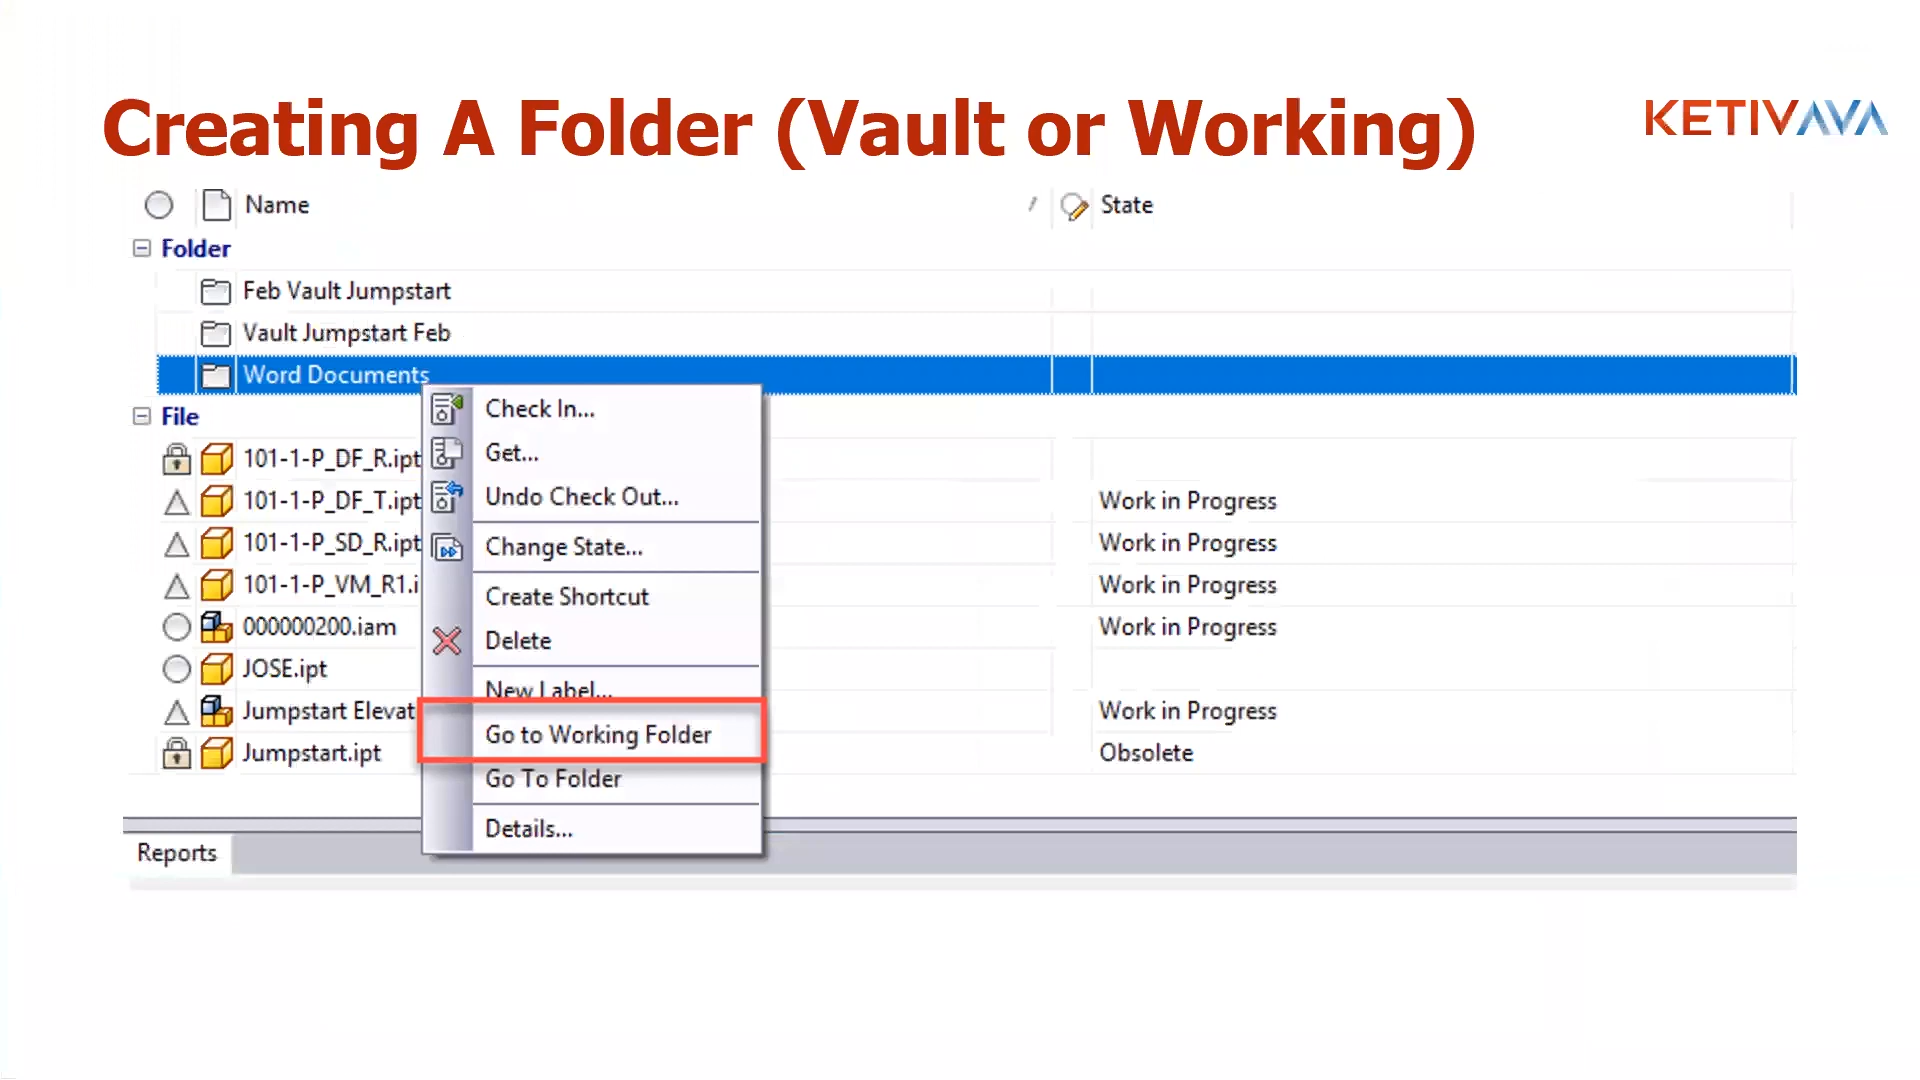 Creating A Folder (Vault or Working)
KETIVAVA
Name
State
Folder
Feb Vault Jumpstart
Vault Jumpstart Feb
Word Documents
File
101-1-P_DF_R.ipt
101-1-P_DF_T.ipt Work in Progress
101-1-P_SD_R.ipt Work in Progress
101-1-P_VM_R1.i Work in Progress
000000200.iam Work in Progress
JOSE.ipt
Jumpstart Elevat Work in Progress
Jumpstart.ipt Obsolete
Check In...
Get...
Undo Check Out...
Change State...
Create Shortcut
Delete
New Label...
Go to Working Folder
Go To Folder
Details...
Reports